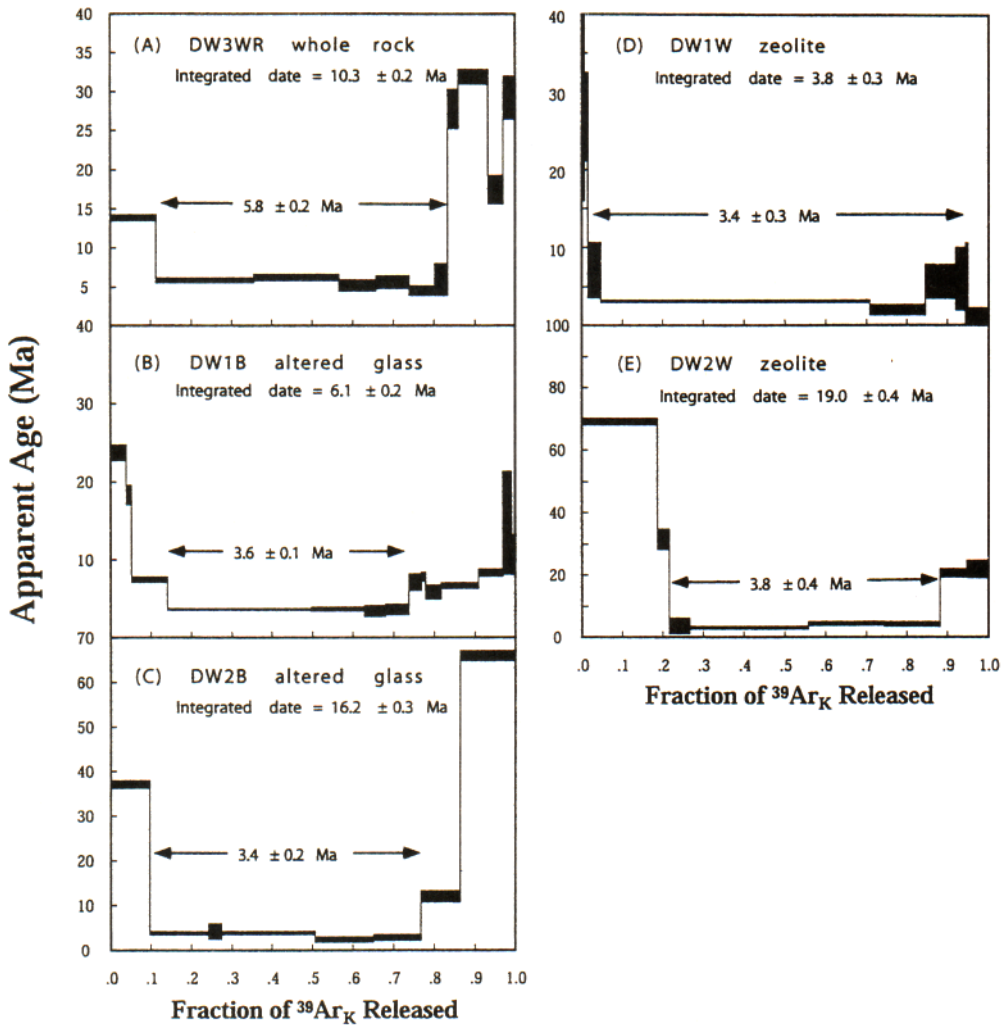 Apparent Age (Ma)
40
35
30
25
20
15
10
5
40
(A) DW3WR whole rock
Integrated date = 10.3 ± 0.2 Ma
5.8 ± 0.2 Ma
30
20
10
70
(B) DW1B altered glass
Integrated date = 6.1 ± 0.2 Ma
3.6 ± 0.1 Ma
60
50
40
30
20
10
0
(C) DW2B altered glass
Integrated date = 16.2 ± 0.3 Ma
3.4 ± 0.2 Ma
.0 .1 .2 .3 .4 .5 .6 .7 .8 .9 1.0
Fraction of ³⁹Ar_K Released
40
30
20
10
100
(D) DW1W zeolite
Integrated date = 3.8 ± 0.3 Ma
3.4 ± 0.3 Ma
80
60
40
20
0
(E) DW2W zeolite
Integrated date = 19.0 ± 0.4 Ma
3.8 ± 0.4 Ma
.0 .1 .2 .3 .4 .5 .6 .7 .8 .9 1.0
Fraction of ³⁹Ar_K Released